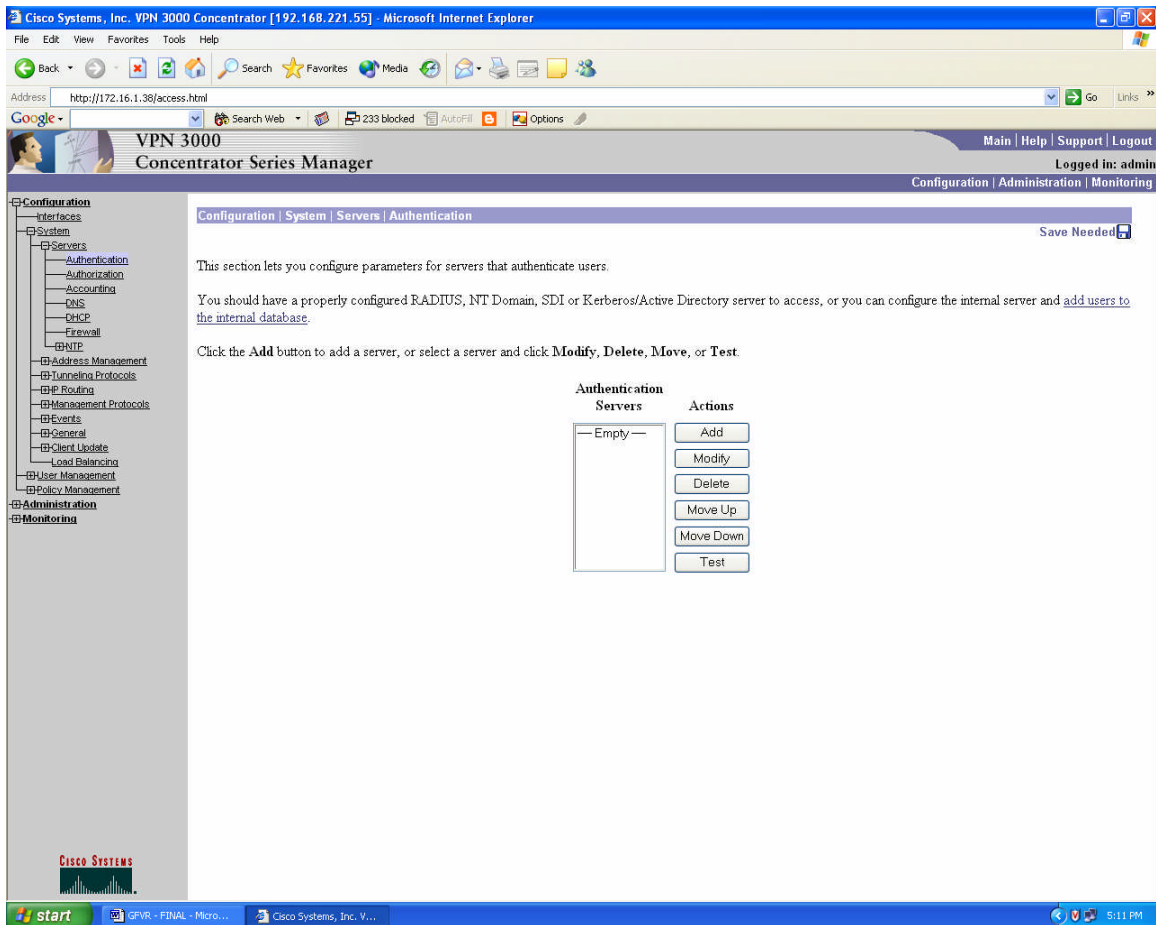 Cisco Systems, Inc. VPN 3000 Concentrator [192.168.221.55] - Microsoft Internet Explorer
File Edit View Favorites Tools Help
Back Search Favorites Media
Address http://172.16.1.38/access.html Go Links »
Google - Search Web 233 blocked AutoFill Options
VPN 3000
Concentrator Series Manager
Main | Help | Support | Logout
Logged in: admin
Configuration | Administration | Monitoring
Configuration
Interfaces
System
Servers
Authentication
Authorization
Accounting
DNS
DHCP
Firewall
NTP
Address Management
Tunneling Protocols
IP Routing
Management Protocols
Events
General
Client Update
Load Balancing
User Management
Policy Management
Administration
Monitoring
Configuration | System | Servers | Authentication
Save Needed
This section lets you configure parameters for servers that authenticate users.
You should have a properly configured RADIUS, NT Domain, SDI or Kerberos/Active Directory server to access, or you can configure the internal server and add users to
the internal database.
Click the Add button to add a server, or select a server and click Modify, Delete, Move, or Test.
Authentication
Servers
Actions
— Empty —
Add
Modify
Delete
Move Up
Move Down
Test
CISCO SYSTEMS
start GFVR - FINAL - Micro... Cisco Systems, Inc. V... 5:11 PM